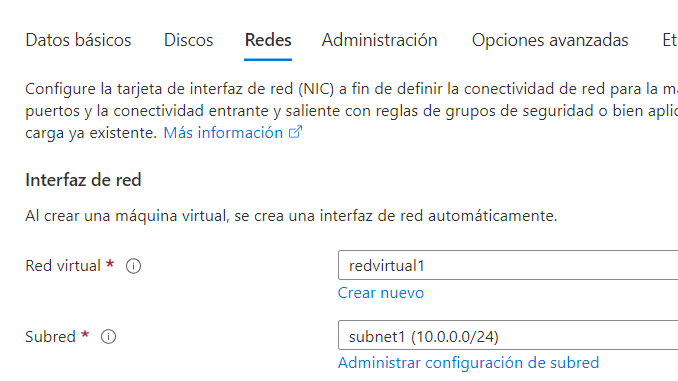 Datos básicos Discos Redes Administración Opciones avanzadas
Configure la tarjeta de interfaz de red (NIC) a fin de definir la conectividad de red para la
puertos y la conectividad entrante y saliente con reglas de grupos de seguridad o bien
carga ya existente. Más información
Interfaz de red
Al crear una máquina virtual, se crea una interfaz de red automáticamente.
Red virtual *
redvirtual1
Crear nuevo
Subred *
subnet1 (10.0.0.0/24)
Administrar configuración de subred